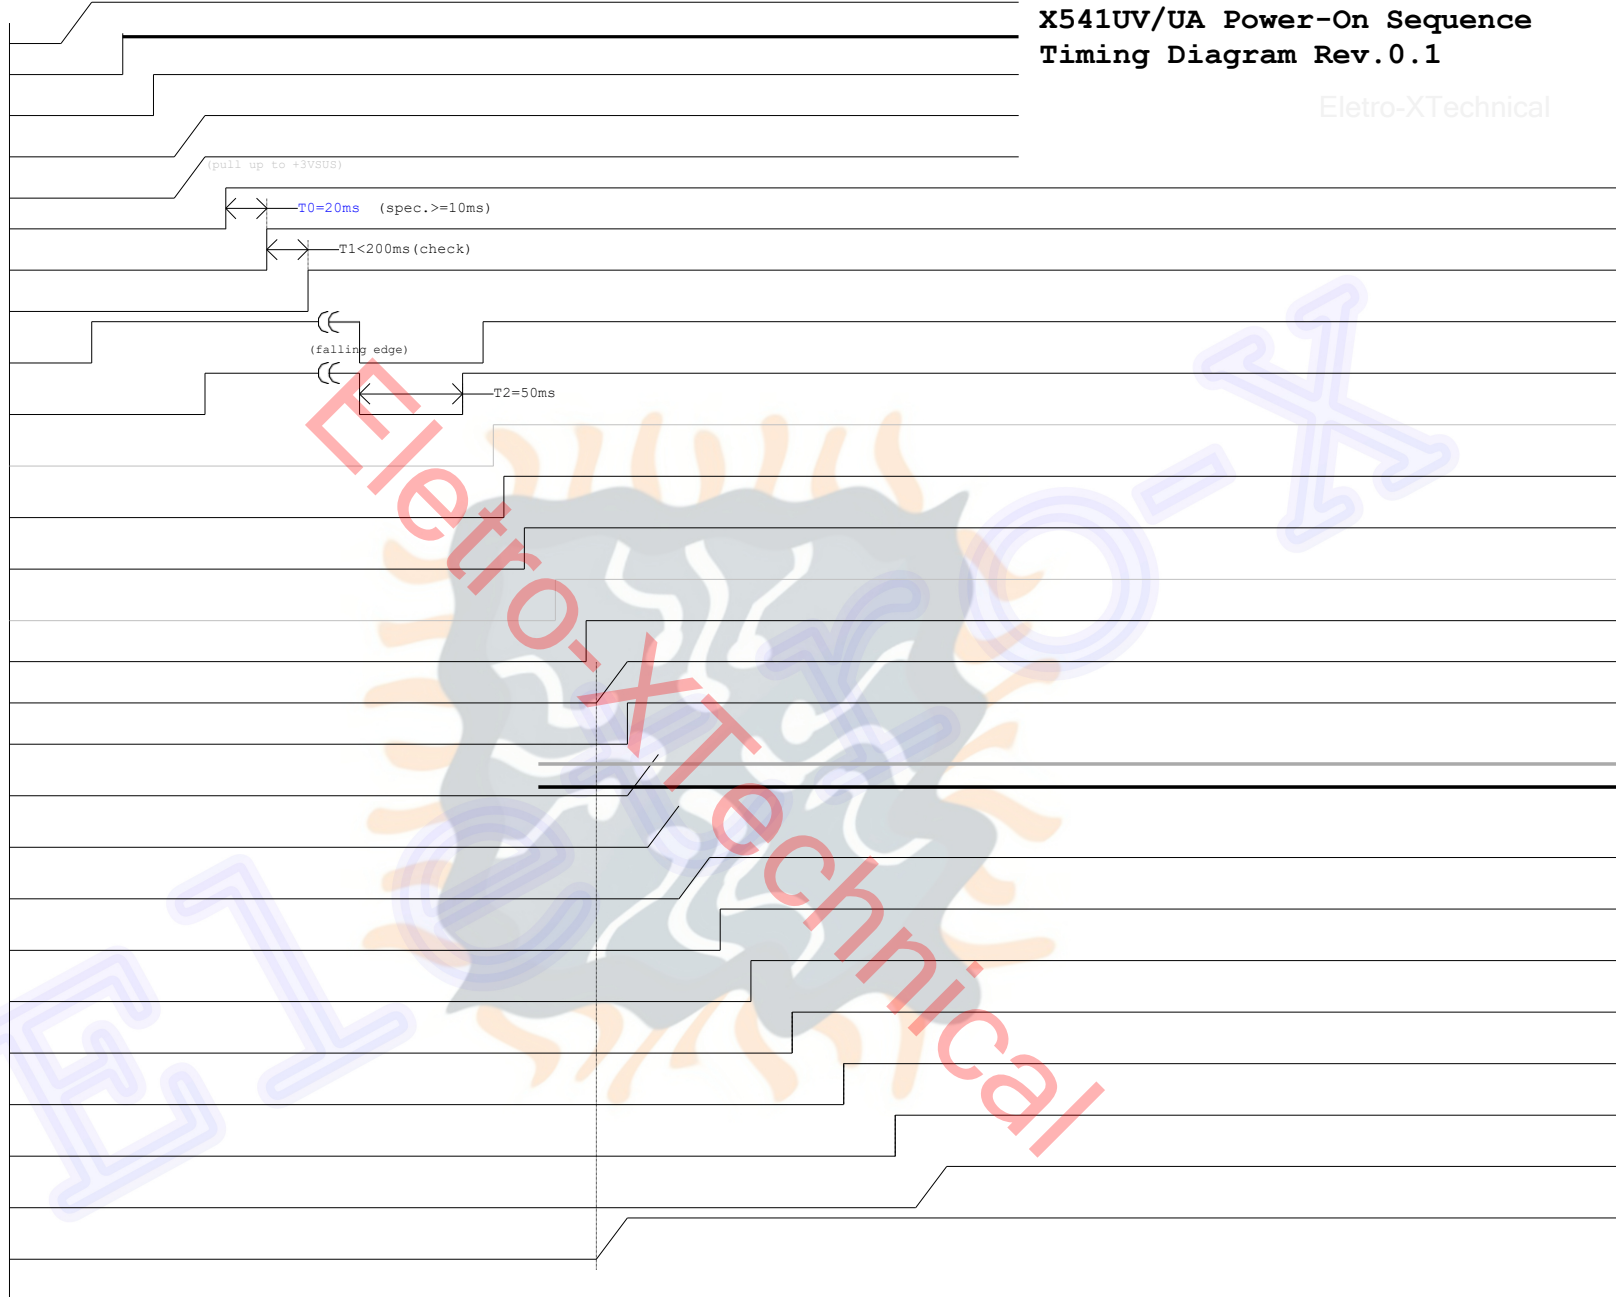 X541UV/UA Power-On Sequence
Timing Diagram Rev.0.1
Eletro-XTechnical
(pull up to +3VSUS)
T0=20ms (spec.>=10ms)
T1<200ms(check)
(falling edge)
T2=50ms
Eletro-XTechnical
Eletro-X